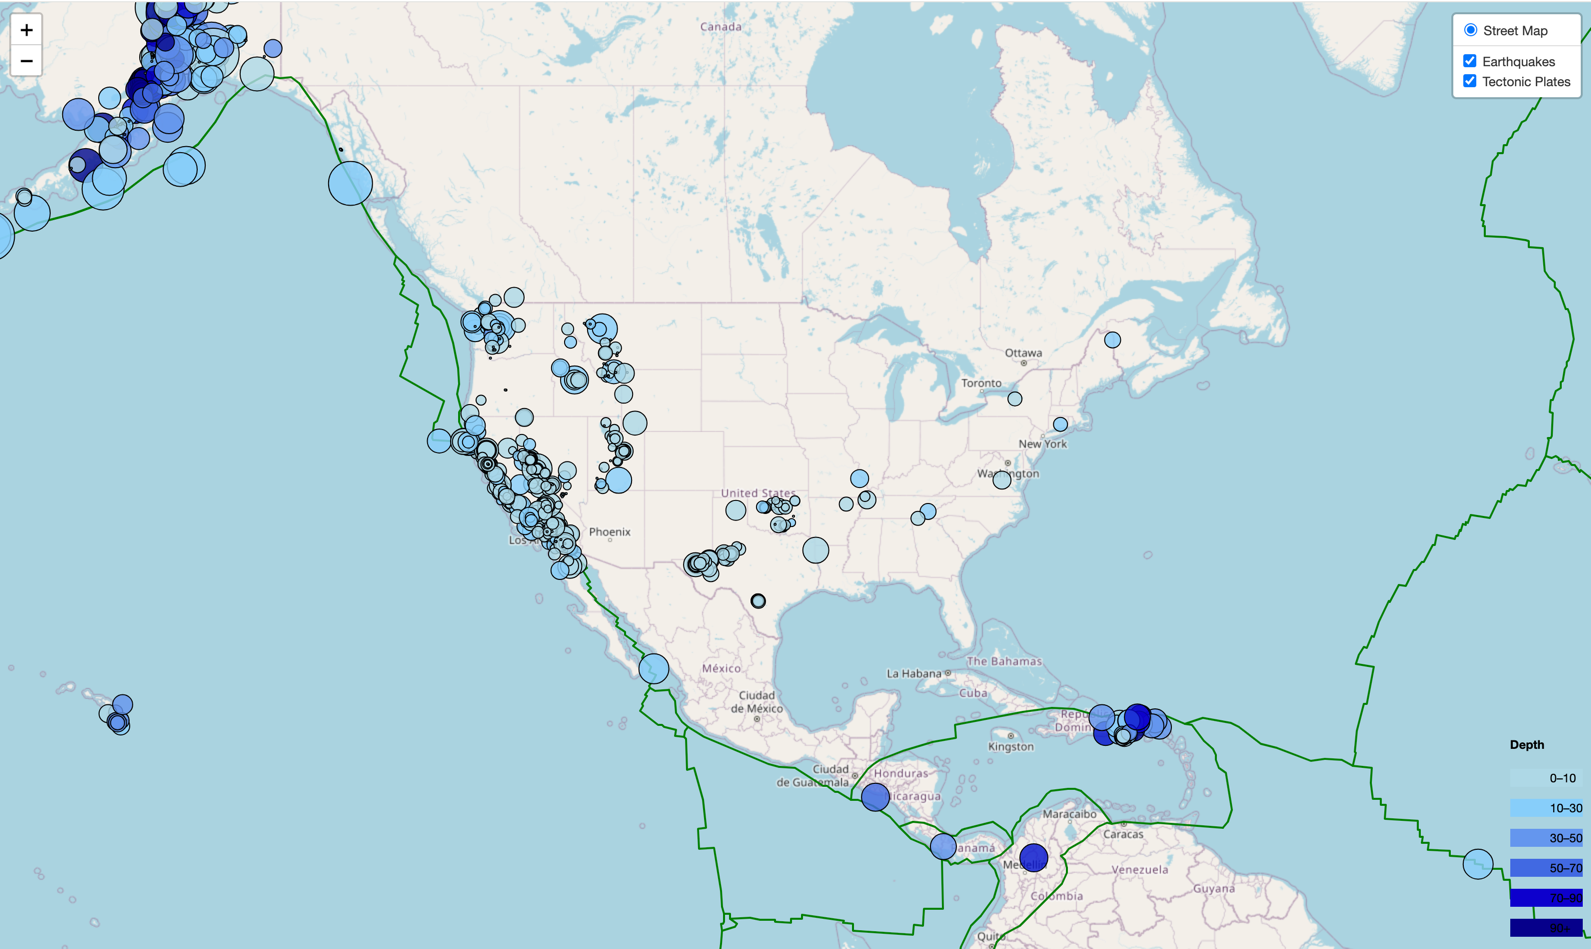 +
−
Street Map
Earthquakes
Tectonic Plates
Canada
Ottawa
Toronto
New York
Washington
United States
Phoenix
Los A
La Habana
The Bahamas
Cuba
México
Ciudad
de México
Repú
Domin
Kingston
Ciudad
de Guatemala
Honduras
icaragua
Maracaibo
Caracas
anamá
Medellín
Venezuela
Guyana
Colombia
Quito
Depth
0–10
10–30
30–50
50–70
70–90
90+